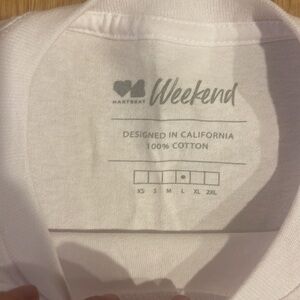 Weekend
HARTBEAT
DESIGNED IN CALIFORNIA
100% COTTON
XS S M L XL 2XL